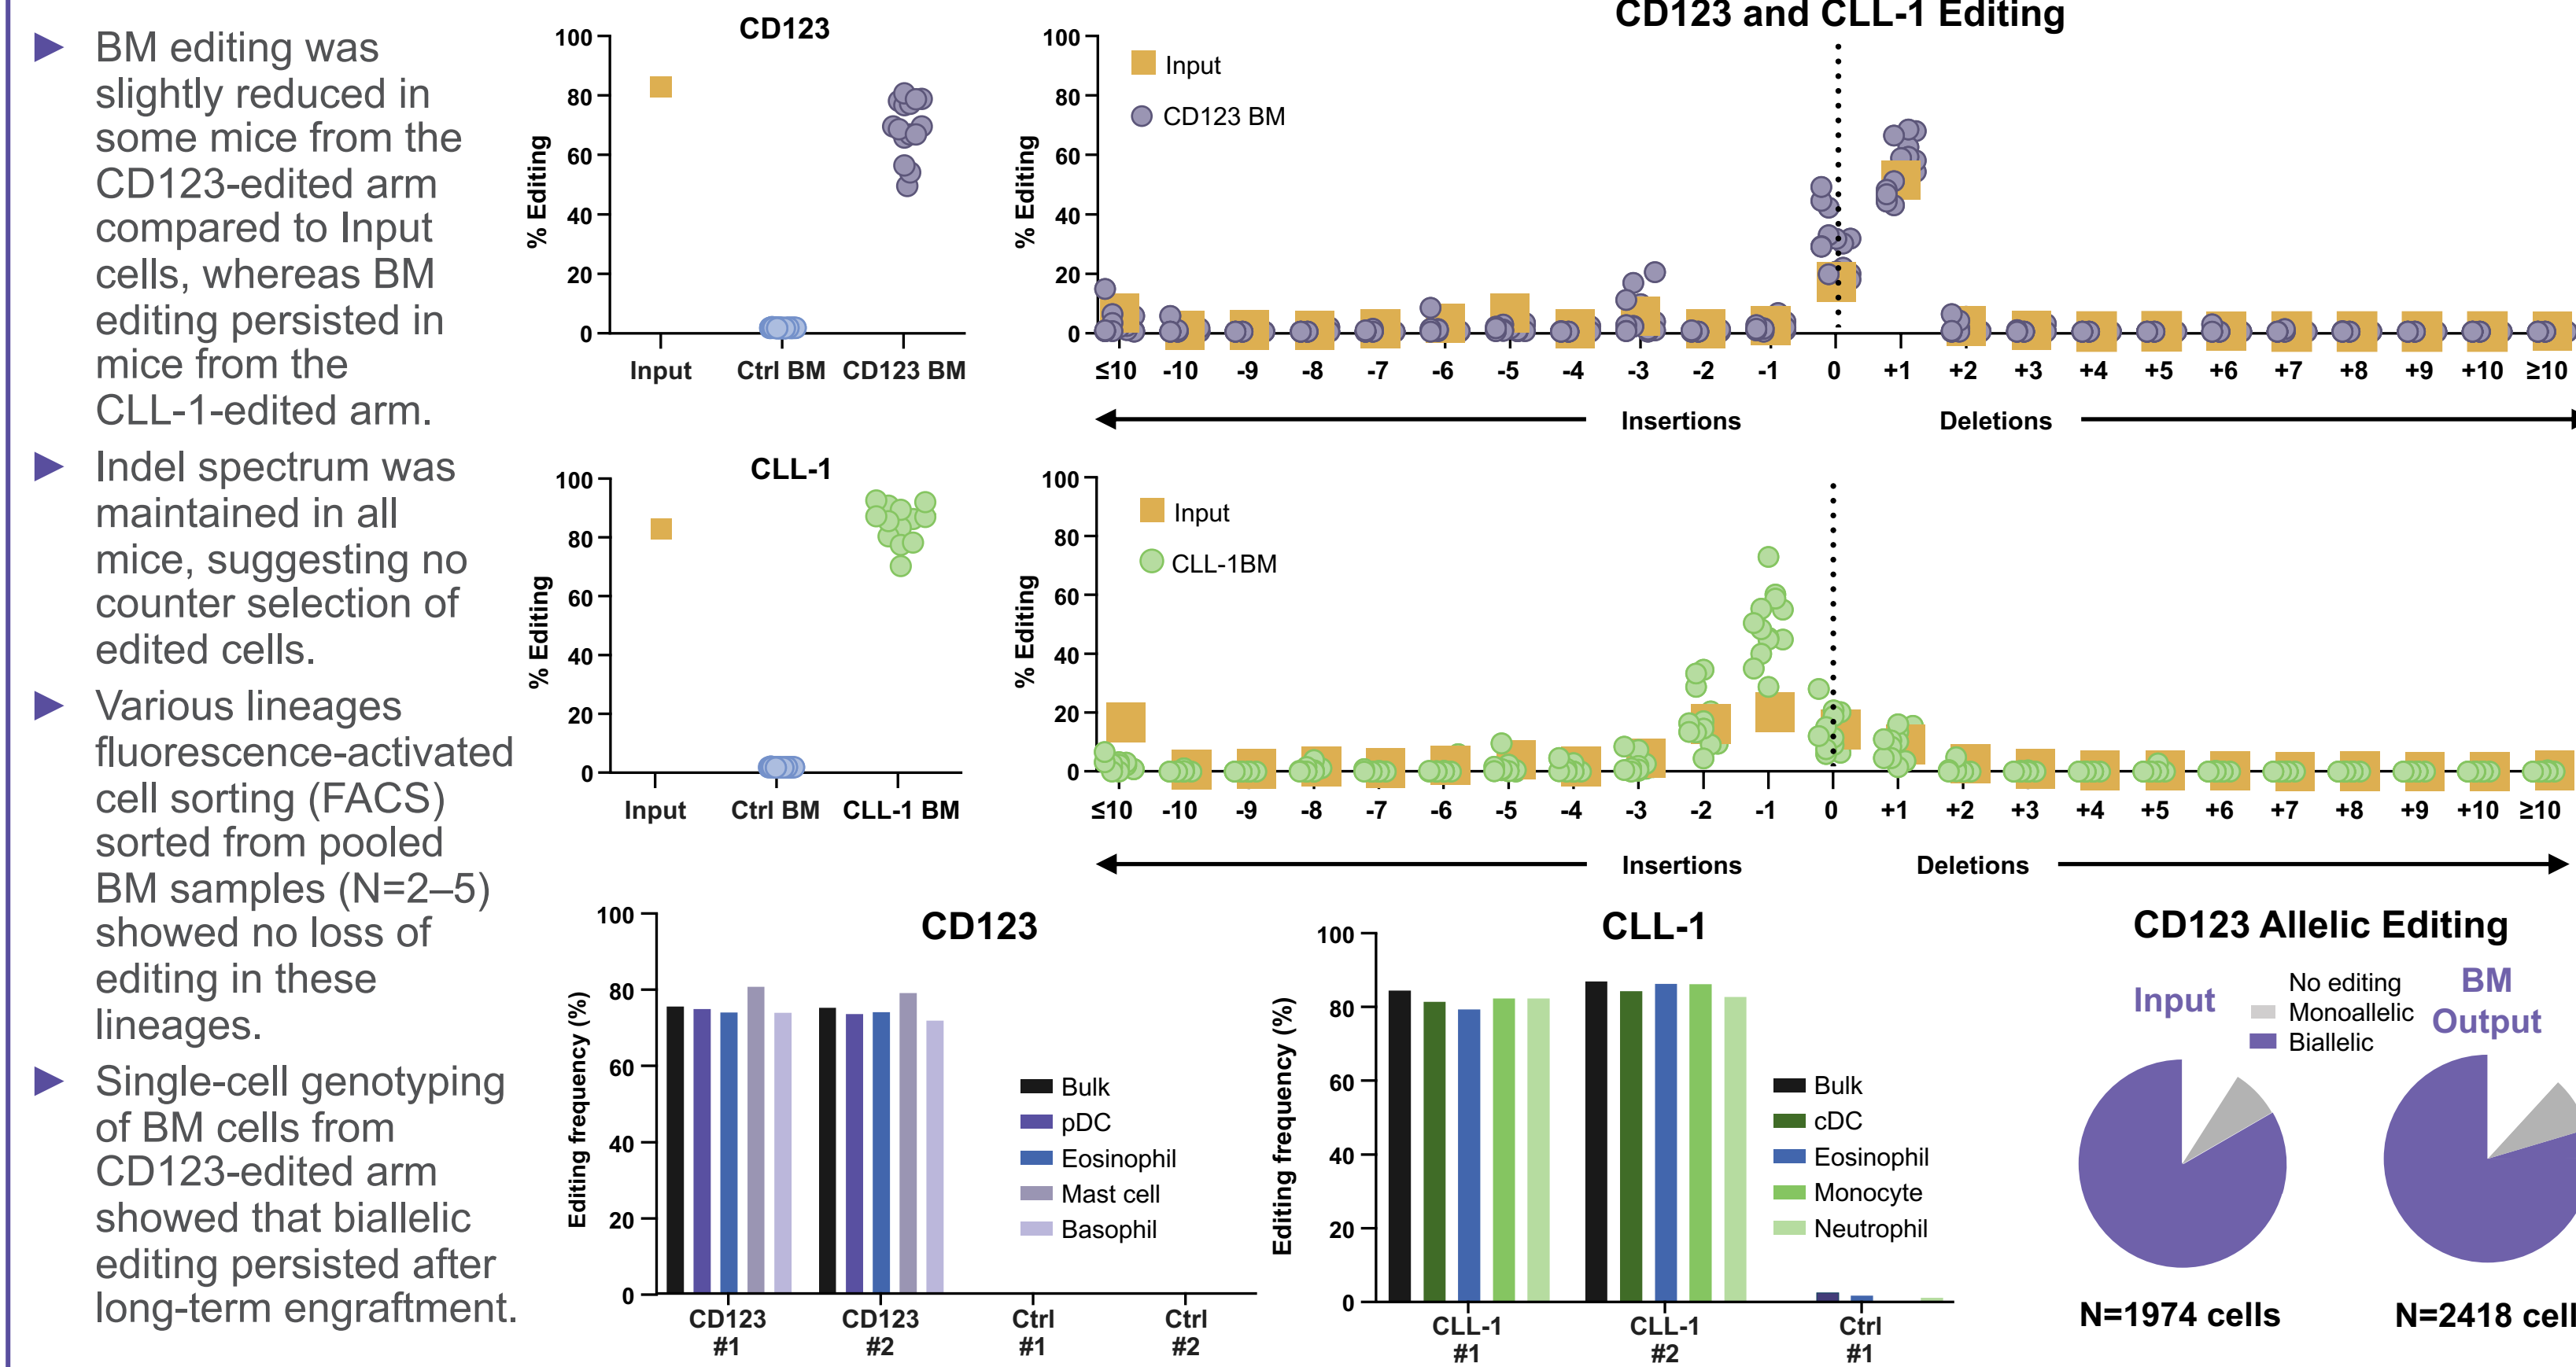 ► BM editing was
slightly reduced in
some mice from the
CD123-edited arm
compared to Input
cells, whereas BM
editing persisted in
mice from the
CLL-1-edited arm.
► Indel spectrum was
maintained in all
mice, suggesting no
counter selection of
edited cells.
► Various lineages
fluorescence-activated
cell sorting (FACS)
sorted from pooled
BM samples (N=2–5)
showed no loss of
editing in these
lineages.
► Single-cell genotyping
of BM cells from
CD123-edited arm
showed that biallelic
editing persisted after
long-term engraftment.
CD123
% Editing
100
80
60
40
20
0
Input Ctrl BM CD123 BM
CD123 and CLL-1 Editing
% Editing
100
80
60
40
20
0
Input
CD123 BM
≤10 -10 -9 -8 -7 -6 -5 -4 -3 -2 -1 0 +1 +2 +3 +4 +5 +6 +7 +8 +9 +10 ≥10
Insertions Deletions
CLL-1
% Editing
100
80
60
40
20
0
Input Ctrl BM CLL-1 BM
% Editing
100
80
60
40
20
0
Input
CLL-1BM
≤10 -10 -9 -8 -7 -6 -5 -4 -3 -2 -1 0 +1 +2 +3 +4 +5 +6 +7 +8 +9 +10 ≥10
Insertions Deletions
CD123
Editing frequency (%)
100
80
60
40
20
0
Bulk
pDC
Eosinophil
Mast cell
Basophil
CD123 CD123 Ctrl Ctrl
#1 #2 #1 #2
CLL-1
Editing frequency (%)
100
80
60
40
20
0
Bulk
cDC
Eosinophil
Monocyte
Neutrophil
CLL-1 CLL-1 Ctrl
#1 #2 #1
CD123 Allelic Editing
Input
No editing
Monoallelic
Biallelic
BM
Output
N=1974 cells
N=2418 cell